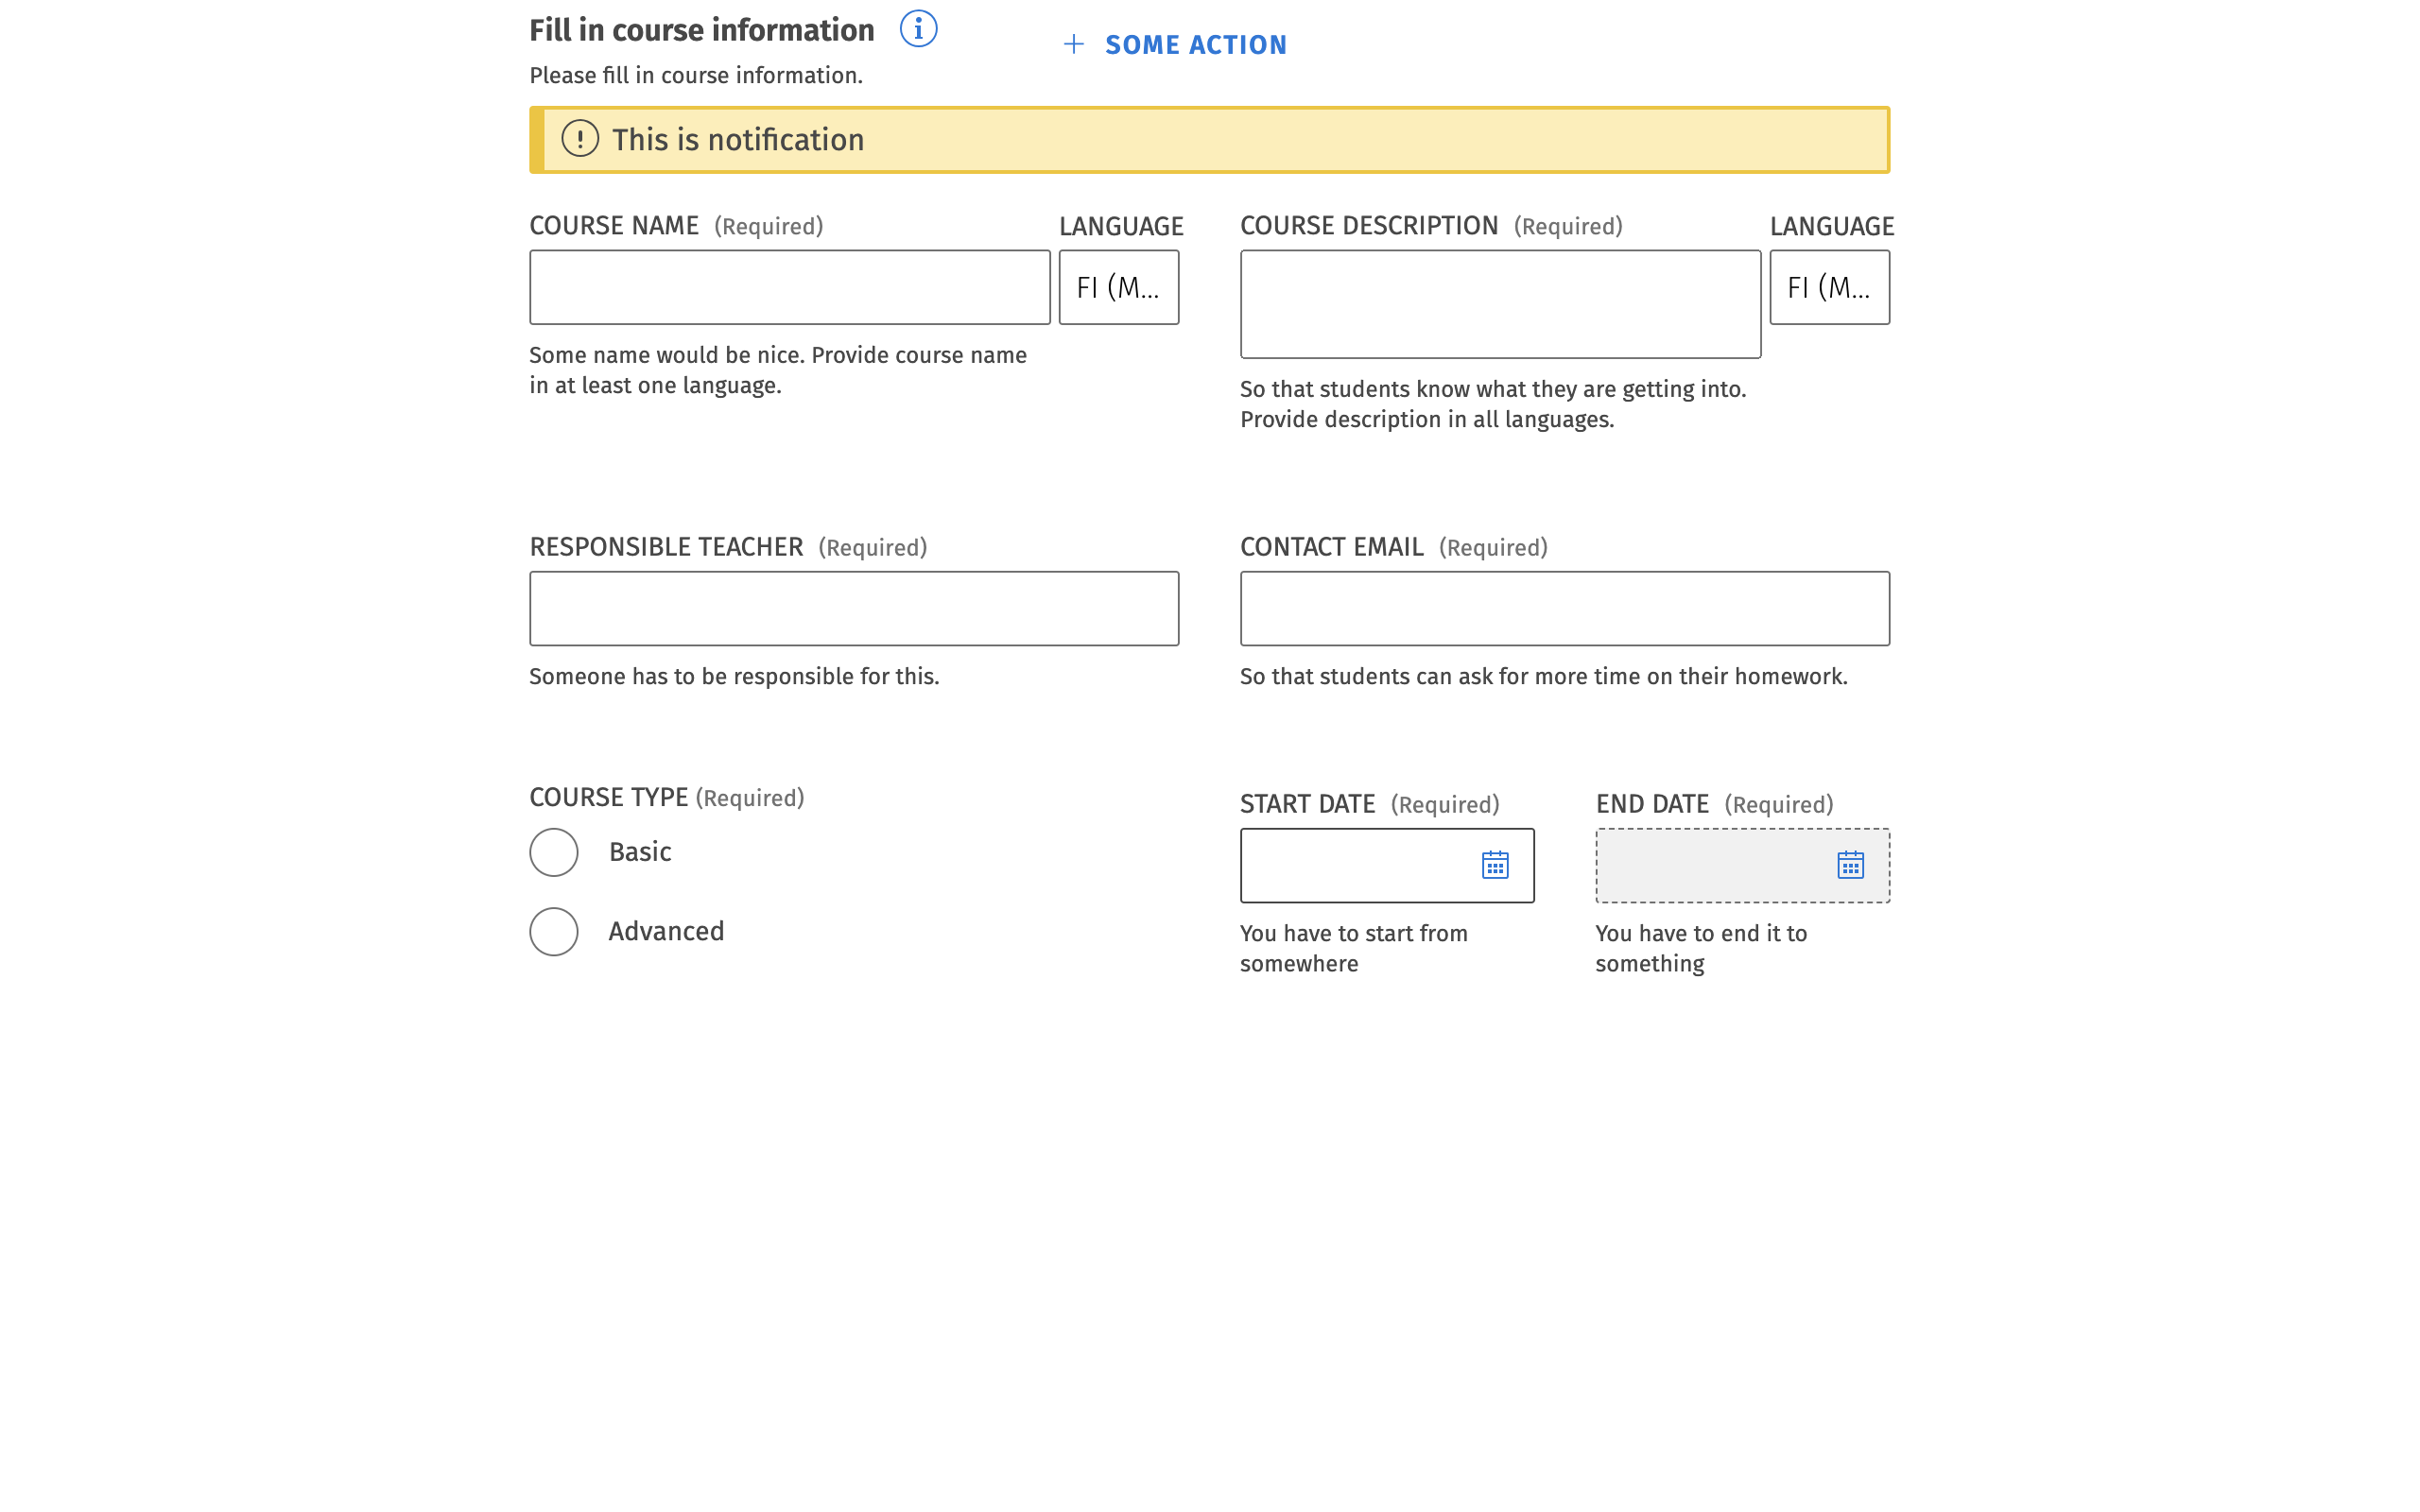 Fill in course information
SOME ACTION
Please fill in course information.
This is notification
COURSE NAME (Required)
LANGUAGE
FI (M...
Some name would be nice. Provide course name
in at least one language.
COURSE DESCRIPTION (Required)
LANGUAGE
FI (M...
So that students know what they are getting into.
Provide description in all languages.
RESPONSIBLE TEACHER (Required)
Someone has to be responsible for this.
CONTACT EMAIL (Required)
So that students can ask for more time on their homework.
COURSE TYPE (Required)
Basic
Advanced
START DATE (Required)
You have to start from
somewhere
END DATE (Required)
You have to end it to
something